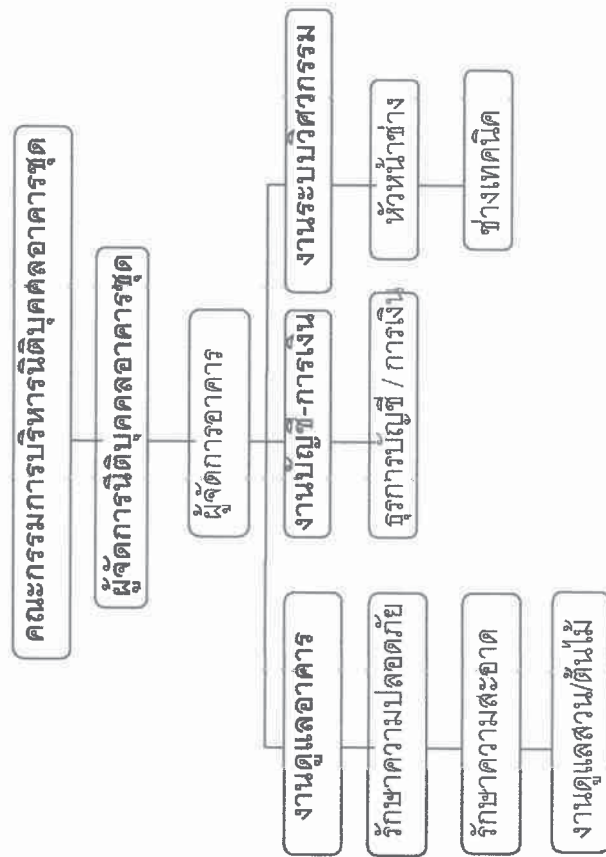 คณะกรรมการบริหารนิติบุคคลอาคารชุด
ผู้จัดการนิติบุคคลอาคารชุด
ผู้จัดการอาคาร
งานดูแลอาคาร
งานบัญชี-การเงิน
งานระบบวิศวกรรม
รักษาความปลอดภัย
ธุรการบัญชี / การเงิน
หัวหน้าช่าง
รักษาความสะอาด
ช่างเทคนิค
งานดูแลสวน/ต้นไม้